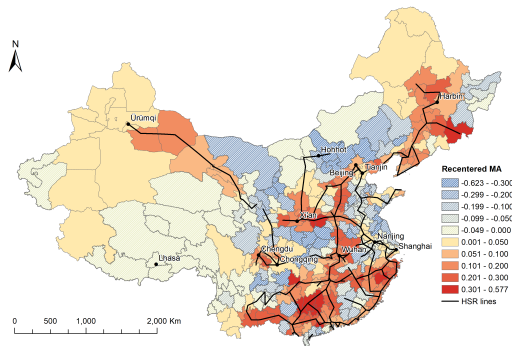 N
Harbin
Urumqi
Hohhot
Beijing
Tianjin
Xian
Nanjing
Shanghai
Chengdu
Wuhan
Chongqing
Lhasa
Recentered MA
-0.623 - -0.300
-0.299 - -0.200
-0.199 - -0.100
-0.099 - -0.050
-0.049 - 0.000
0.001 - 0.050
0.051 - 0.100
0.101 - 0.200
0.201 - 0.300
0.301 - 0.577
HSR lines
0 500 1,000 2,000 Km